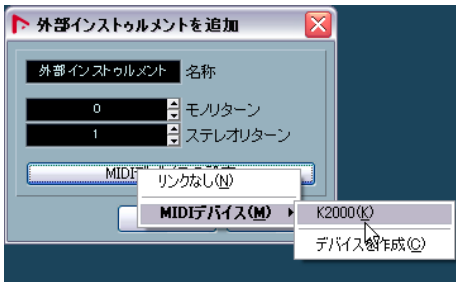 外部インストゥルメントを追加
外部インストゥルメント 名称
0 モノリターン
1 ステレオリターン
リンクなし(N)
MIDIデバイス(M)
K2000(K)
デバイスを作成(C)